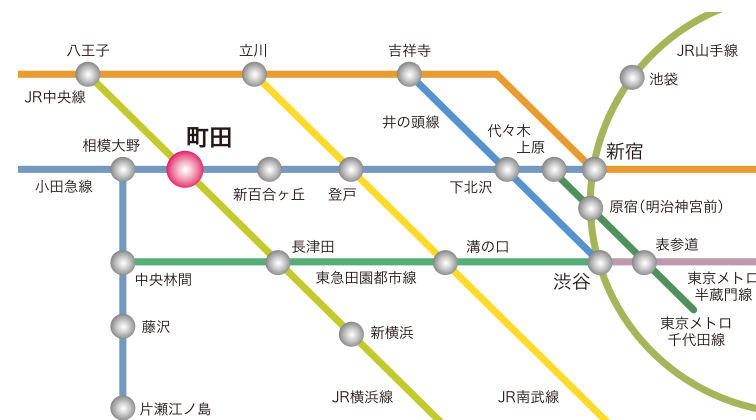 八王子
立川
吉祥寺
JR山手線
池袋
JR中央線
井の頭線
代々木
上原
新宿
町田
相模大野
小田急線
新百合ヶ丘
登戸
下北沢
原宿(明治神宮前)
長津田
溝の口
表参道
中央林間
東急田園都市線
渋谷
東京メトロ
半蔵門線
藤沢
新横浜
東京メトロ
千代田線
片瀬江ノ島
JR横浜線
JR南武線